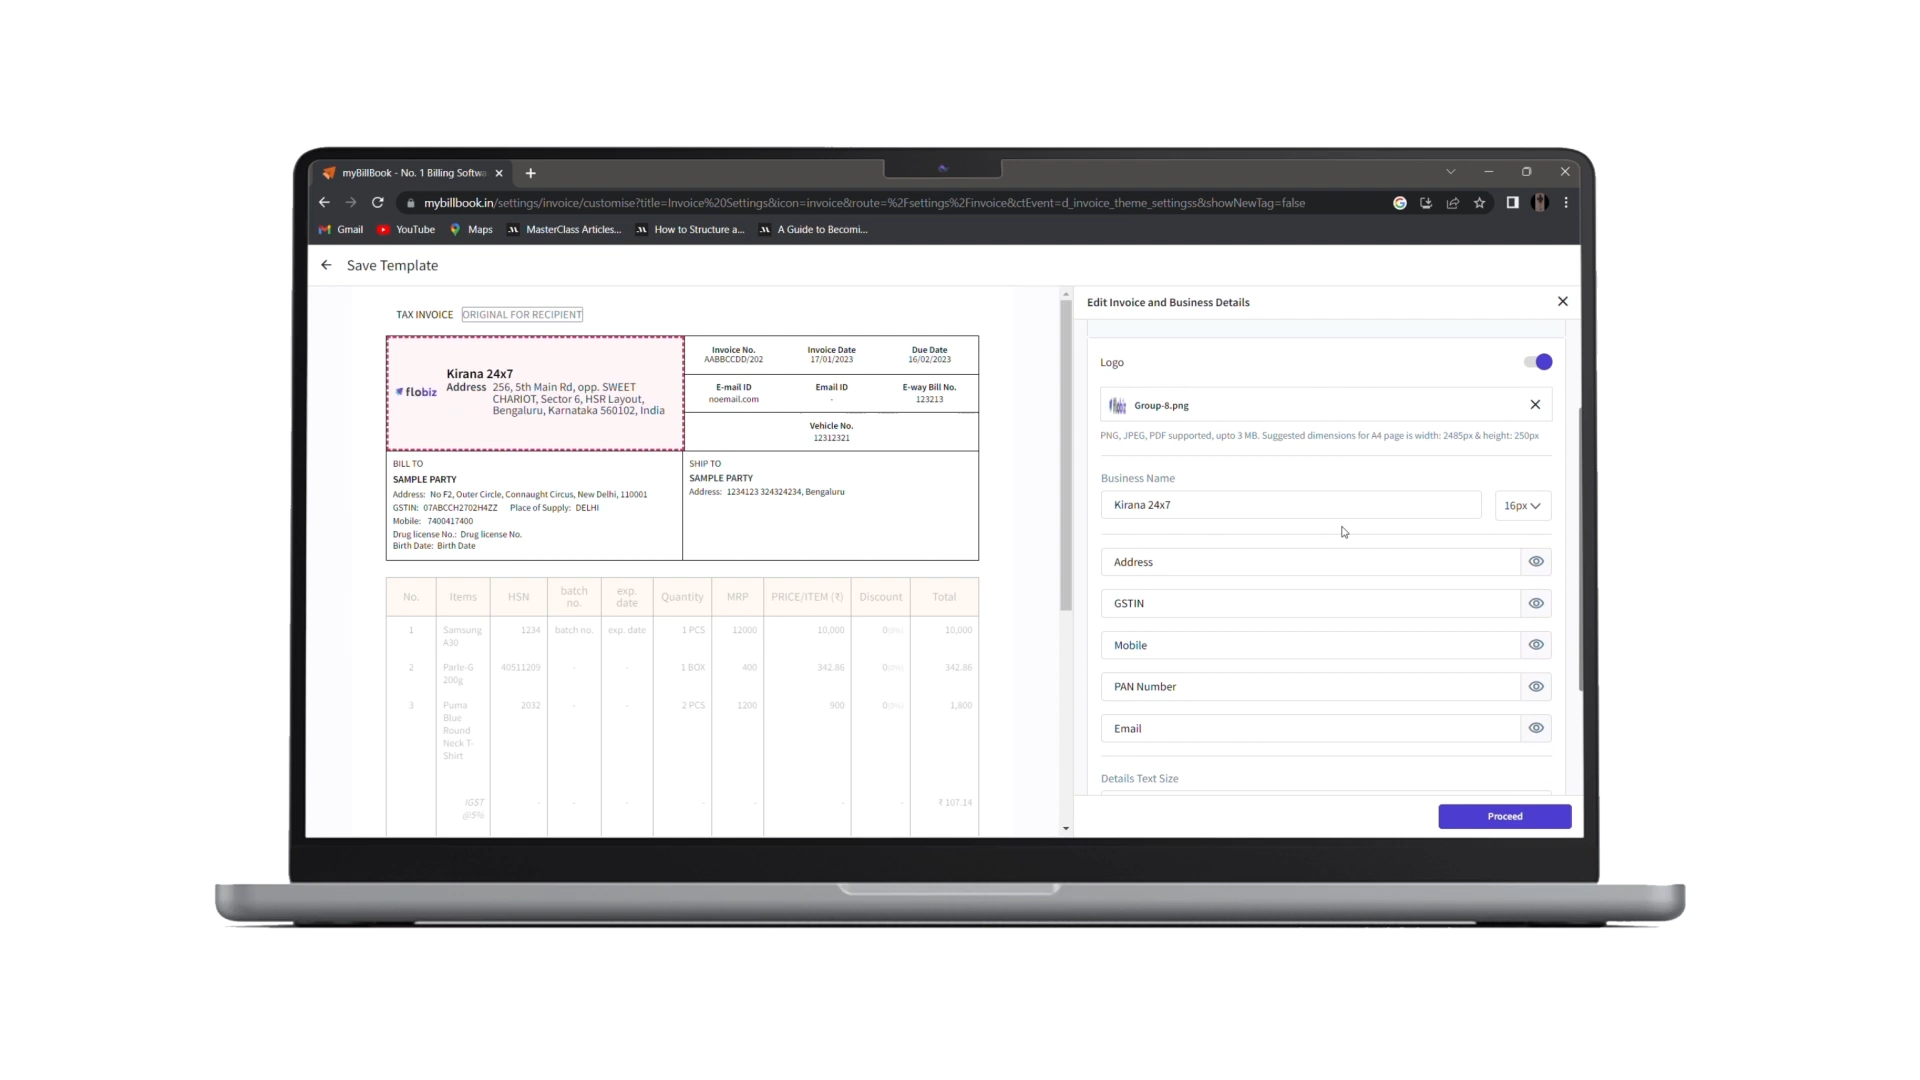 myBillBook - No. 1 Billing Softwa
mybillbook.in/settings/invoice/customise?title=Invoice%20Settings&icon=invoice&route=%2Fsettings%2Finvoice&ctEvent=d_invoice_theme_settingss&showNewTag=false
Gmail YouTube Maps MasterClass Articles... How to Structure a... A Guide to Becomi...
Save Template
TAX INVOICE ORIGINAL FOR RECIPIENT
flobiz
Kirana 24x7
Address 256, 5th Main Rd, opp. SWEET
CHARIOT, Sector 6, HSR Layout,
Bengaluru, Karnataka 560102, India
Invoice No. Invoice Date Due Date
AABBCCDD/202 17/01/2023 16/02/2023
E-mail ID Email ID E-way Bill No.
noemail.com - 123213
Vehicle No.
12312321
BILL TO
SAMPLE PARTY
Address: No F2, Outer Circle, Connaught Circus, New Delhi, 110001
GSTIN: 07ABCCH2702H4ZZ Place of Supply: DELHI
Mobile: 7400417400
Drug license No.: Drug license No.
Birth Date: Birth Date
SHIP TO
SAMPLE PARTY
Address: 1234123 324324234, Bengaluru
No. Items HSN batch no. exp. date Quantity MRP PRICE/ITEM (₹) Discount Total
1 Samsung A30 1234 batch no. exp. date 1 PCS 12000 10,000 0 10,000
2 Parle-G 200g 40511209 - - 1 BOX 400 342.86 0 342.86
3 Puma Blue Round Neck T-Shirt 2032 - - 2 PCS 1200 900 0 1,800
IGST @5% - - - - - - - ₹ 107.14
Edit Invoice and Business Details
Logo
Group-8.png
PNG, JPEG, PDF supported, upto 3 MB. Suggested dimensions for A4 page is width: 2485px & height: 250px
Business Name
Kirana 24x7 16px
Address
GSTIN
Mobile
PAN Number
Email
Details Text Size
Proceed